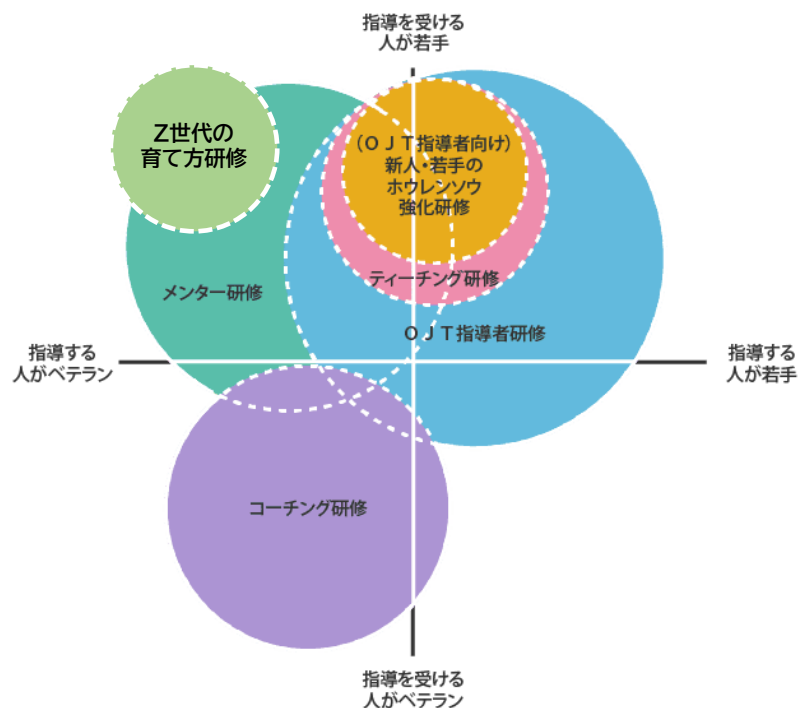 指導を受ける
人が若手
Z世代の
育て方研修
（ＯＪＴ指導者向け）
新人・若手の
ホウレンソウ
強化研修
ティーチング研修
メンター研修
ＯＪＴ指導者研修
指導する
人がベテラン
指導する
人が若手
コーチング研修
指導を受ける
人がベテラン